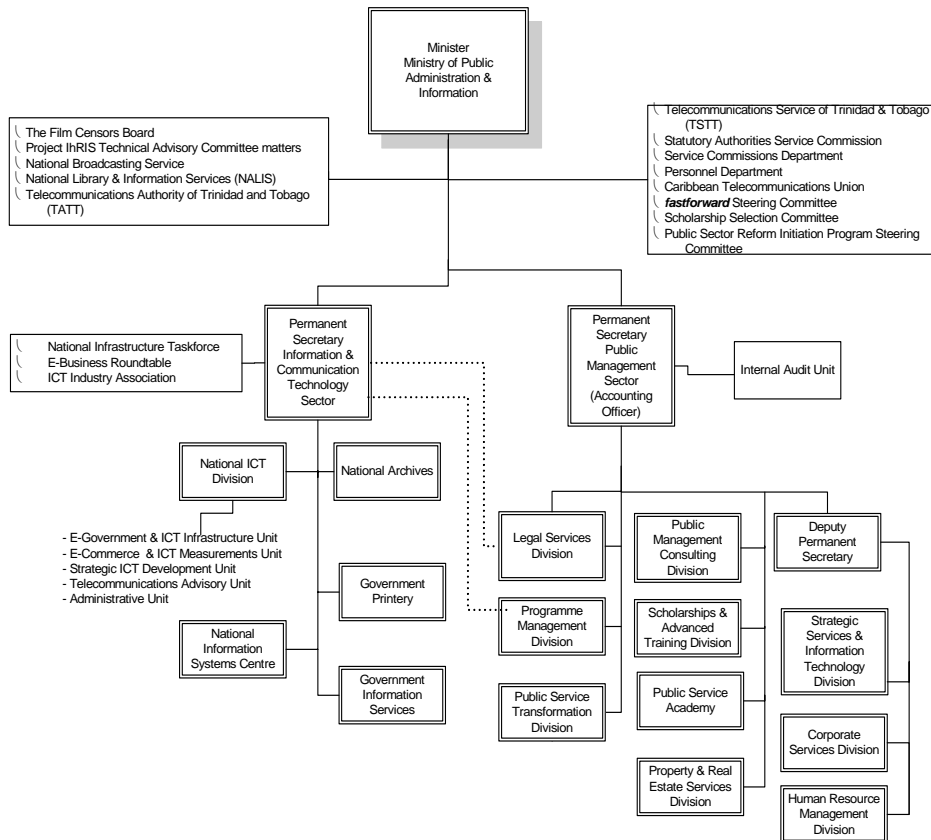 Minister
Ministry of Public
Administration &
Information
The Film Censors Board
Project IhRIS Technical Advisory Committee matters
National Broadcasting Service
National Library & Information Services (NALIS)
Telecommunications Authority of Trinidad and Tobago
(TATT)
Telecommunications Service of Trinidad & Tobago
(TSTT)
Statutory Authorities Service Commission
Service Commissions Department
Personnel Department
Caribbean Telecommunications Union
fastforward Steering Committee
Scholarship Selection Committee
Public Sector Reform Initiation Program Steering
Committee
National Infrastructure Taskforce
E-Business Roundtable
ICT Industry Association
Permanent
Secretary
Information &
Communication
Technology
Sector
Permanent
Secretary
Public
Management
Sector
(Accounting
Officer)
Internal Audit Unit
National ICT
Division
National Archives
- E-Government & ICT Infrastructure Unit
- E-Commerce & ICT Measurements Unit
- Strategic ICT Development Unit
- Telecommunications Advisory Unit
- Administrative Unit
Government
Printery
National
Information
Systems Centre
Government
Information
Services
Legal Services
Division
Public
Management
Consulting
Division
Deputy
Permanent
Secretary
Programme
Management
Division
Scholarships &
Advanced
Training Division
Strategic
Services &
Information
Technology
Division
Public Service
Transformation
Division
Public Service
Academy
Corporate
Services Division
Property & Real
Estate Services
Division
Human Resource
Management
Division